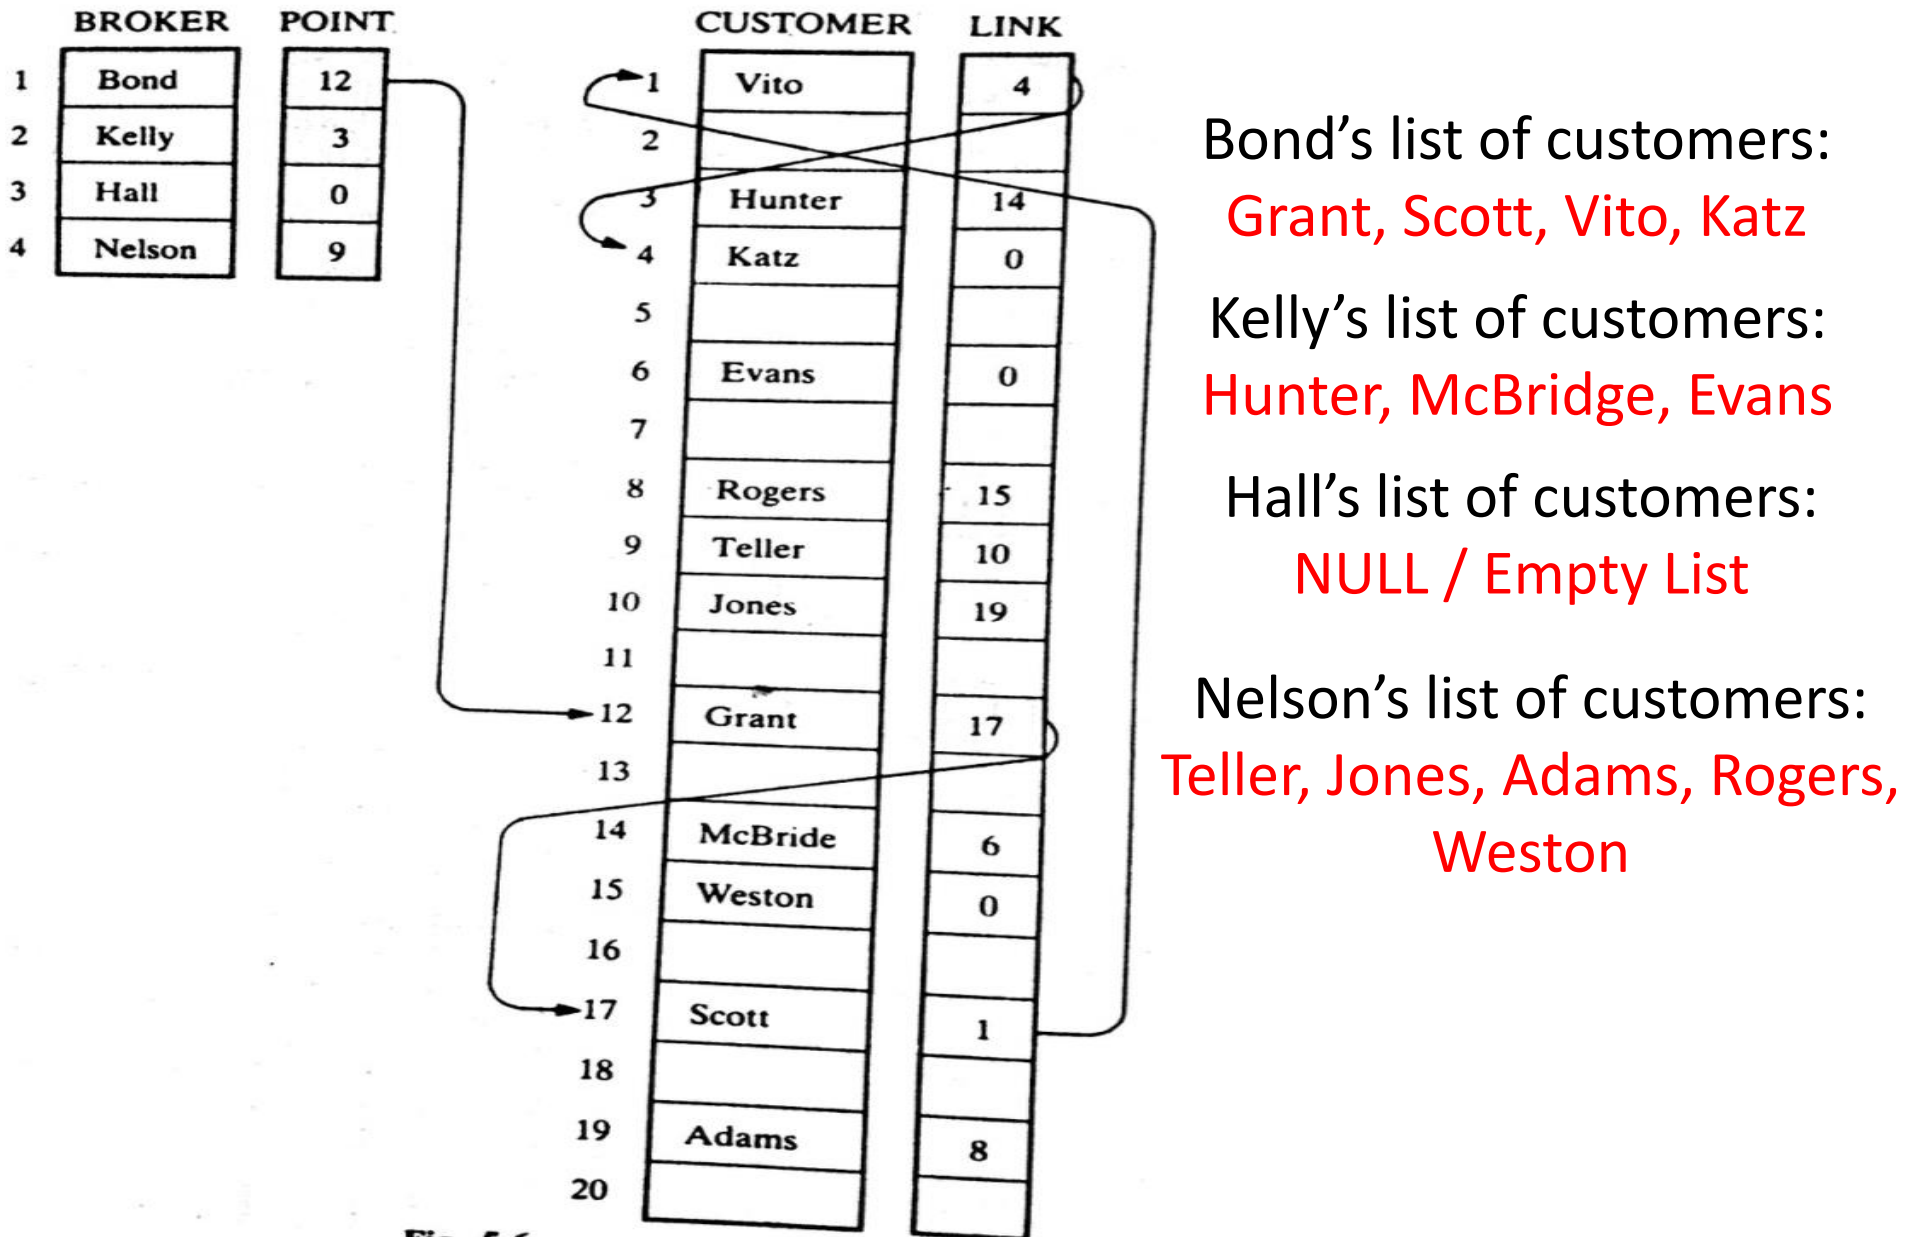 BROKER POINT
1 Bond 12
2 Kelly 3
3 Hall 0
4 Nelson 9
CUSTOMER LINK
1 Vito 4
2
3 Hunter 14
4 Katz 0
5
6 Evans 0
7
8 Rogers 15
9 Teller 10
10 Jones 19
11
12 Grant 17
13
14 McBride 6
15 Weston 0
16
17 Scott 1
18
19 Adams 8
20
Bond’s list of customers:
Grant, Scott, Vito, Katz
Kelly’s list of customers:
Hunter, McBridge, Evans
Hall’s list of customers:
NULL / Empty List
Nelson’s list of customers:
Teller, Jones, Adams, Rogers,
Weston